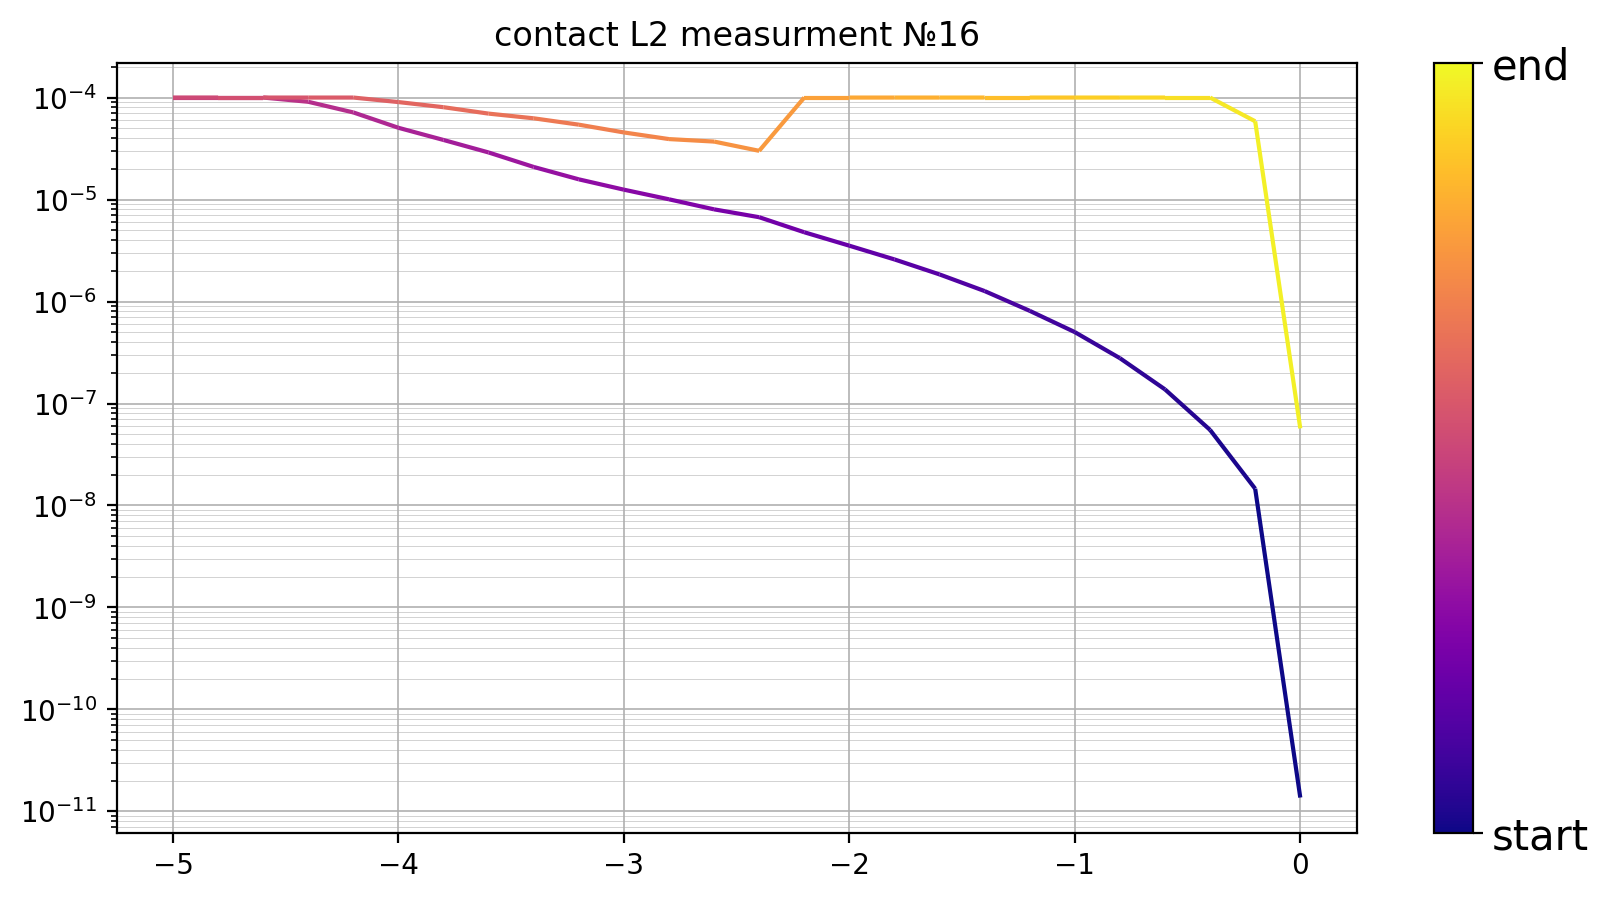 contact L2 measurment №16
10⁻⁴
10⁻⁵
10⁻⁶
10⁻⁷
10⁻⁸
10⁻⁹
10⁻¹⁰
10⁻¹¹
−5 −4 −3 −2 −1 0
end
start